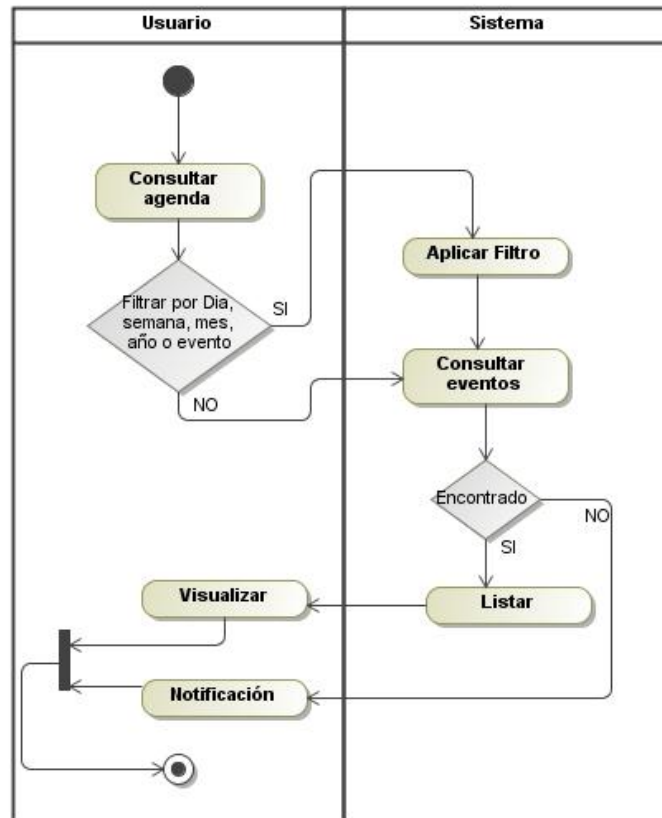 Usuario
Sistema
Consultar
agenda
Filtrar por Dia,
semana, mes,
año o evento
SI
NO
Aplicar Filtro
Consultar
eventos
Encontrado
NO
SI
Listar
Visualizar
Notificación